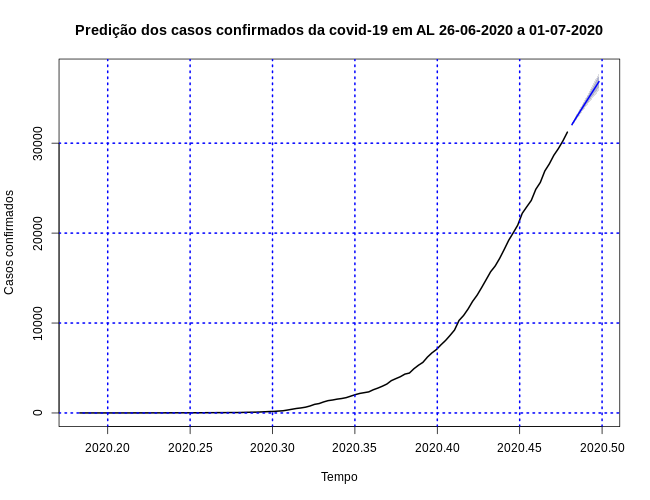 Predição dos casos confirmados da covid-19 em AL 26-06-2020 a 01-07-2020
Casos confirmados
30000
20000
10000
0
2020.20 2020.25 2020.30 2020.35 2020.40 2020.45 2020.50
Tempo